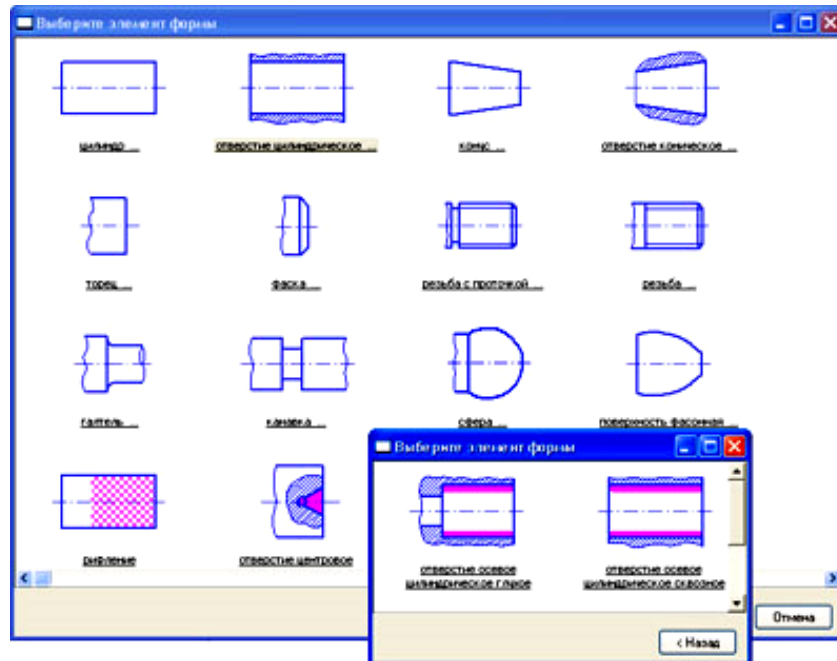 Выберите элемент формы
цилиндр ...
отверстие цилиндрическое ...
конус ...
отверстие коническое ...
торец ...
фаска ...
резьба с проточкой ...
резьба ...
галтель ...
канавка ...
сфера ...
поверхность фасонная ...
рифление
отверстие центровое
Выберите элемент формы
отверстие осевое
цилиндрическое глухое
отверстие осевое
цилиндрическое сквозное
< Назад
Отмена